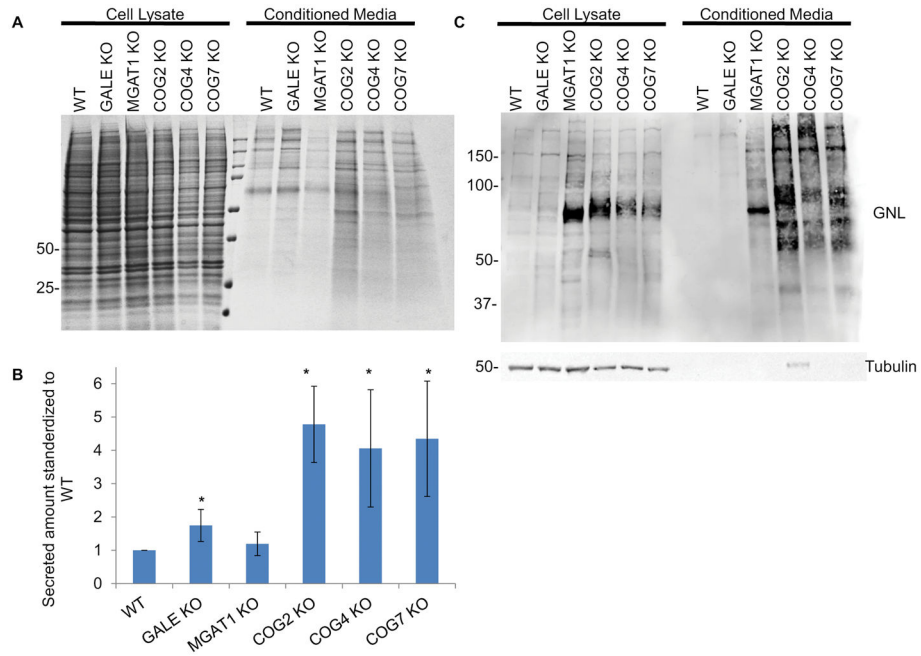 A
Cell Lysate
Conditioned Media
WT
GALE KO
MGAT1 KO
COG2 KO
COG4 KO
COG7 KO
WT
GALE KO
MGAT1 KO
COG2 KO
COG4 KO
COG7 KO
50-
25-
B
Secreted amount standerdized to
WT
6
5
4
3
2
1
0
*
*
*
*
WT
GALE KO
MGAT1 KO
COG2 KO
COG4 KO
COG7 KO
C
Cell Lysate
Conditioned Media
WT
GALE KO
MGAT1 KO
COG2 KO
COG4 KO
COG7 KO
WT
GALE KO
MGAT1 KO
COG2 KO
COG4 KO
COG7 KO
150-
100-
50-
37-
GNL
50-
Tubulin